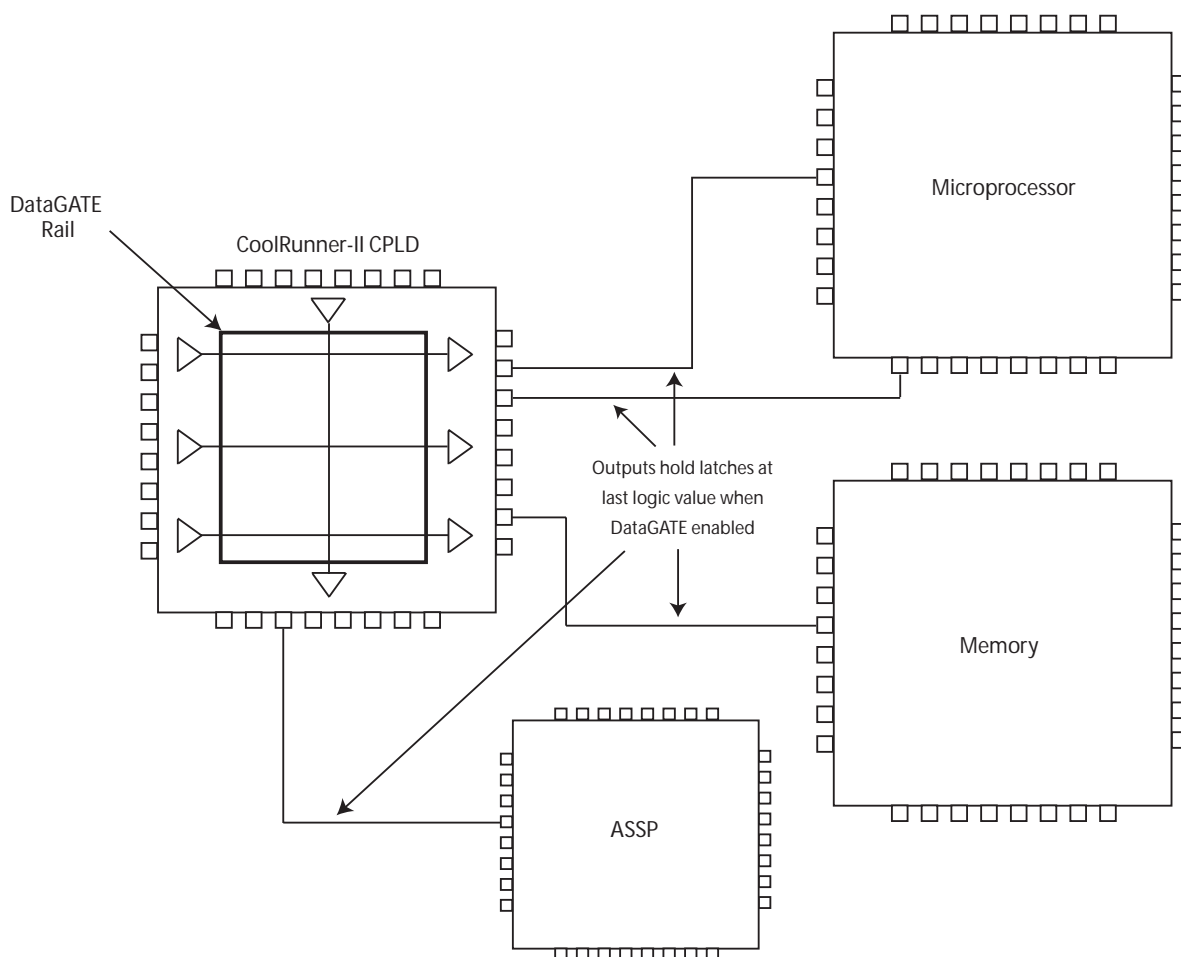 Microprocessor
DataGATE
Rail
CoolRunner-II CPLD
Outputs hold latches at
last logic value when
DataGATE enabled
Memory
ASSP